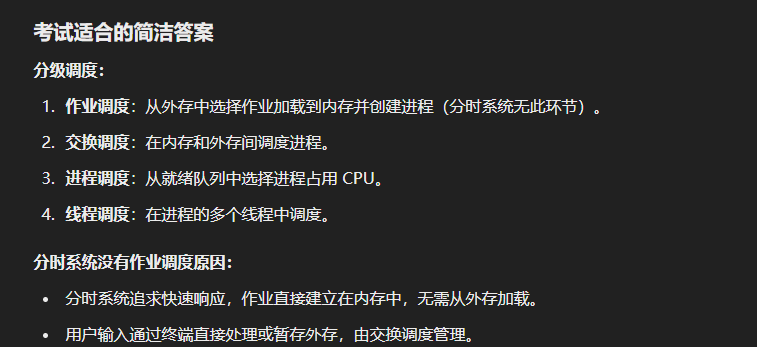 考试适合的简洁答案
分级调度：
1. 作业调度：从外存中选择作业加载到内存并创建进程（分时系统无此环节）。
2. 交换调度：在内存和外存间调度进程。
3. 进程调度：从就绪队列中选择进程占用 CPU。
4. 线程调度：在进程的多个线程中调度。
分时系统没有作业调度原因：
• 分时系统追求快速响应，作业直接建立在内存中，无需从外存加载。
• 用户输入通过终端直接处理或暂存外存，由交换调度管理。